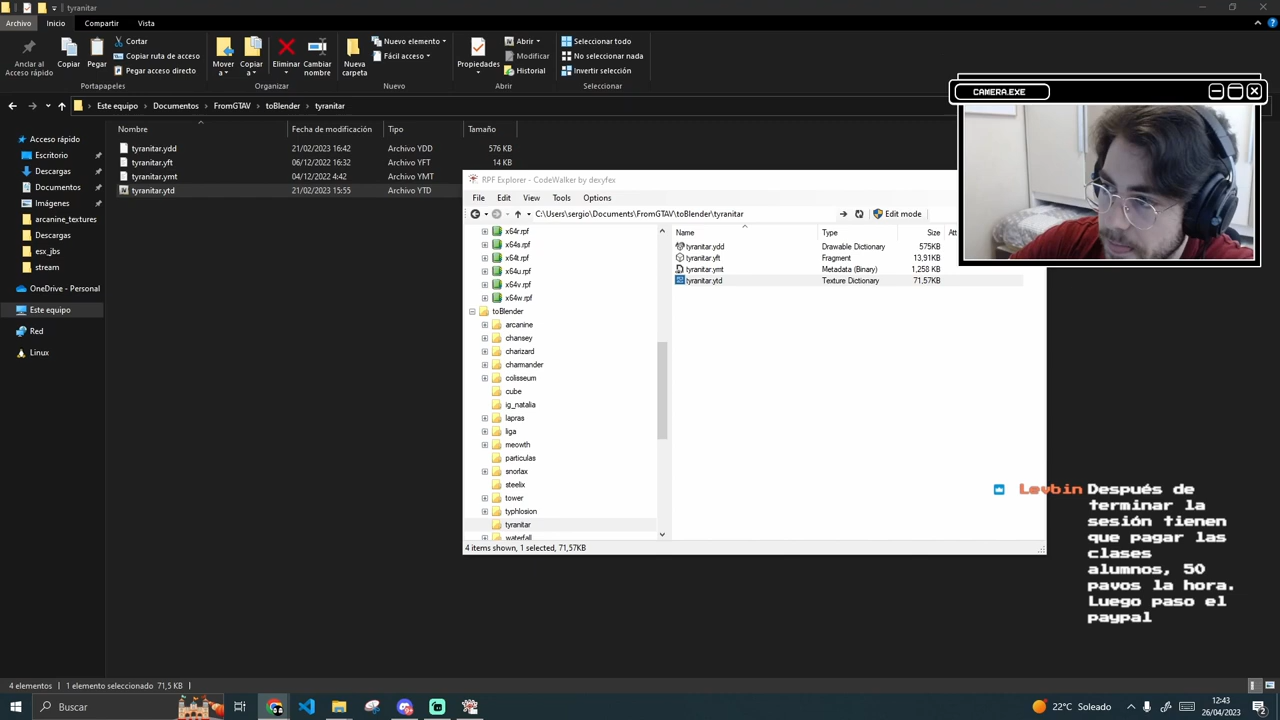 tyranitar
Archivo Inicio Compartir Vista
Anclar al Acceso rápido
Copiar
Pegar
Cortar
Copiar ruta de acceso
Pegar acceso directo
Portapapeles
Mover a
Copiar a
Eliminar
Cambiar nombre
Organizar
Nueva carpeta
Nuevo elemento
Fácil acceso
Nuevo
Propiedades
Abrir
Modificar
Historial
Abrir
Seleccionar todo
No seleccionar nada
Invertir selección
Seleccionar
Este equipo > Documentos > FromGTAV > toBlender > tyranitar
Acceso rápido
Escritorio
Descargas
Documentos
Imágenes
arcanine_textures
Descargas
esx_jbs
stream
OneDrive - Personal
Este equipo
Red
Linux
Nombre Fecha de modificación Tipo Tamaño
tyranitar.ydd 21/02/2023 16:42 Archivo YDD 576 KB
tyranitar.yft 06/12/2022 16:32 Archivo YFT 14 KB
tyranitar.ymt 04/12/2022 4:42 Archivo YMT
tyranitar.ytd 21/02/2023 15:55 Archivo YTD
RPF Explorer - CodeWalker by dexyfex
File Edit View Tools Options
C:\Users\sergio\Documents\FromGTAV\toBlender\tyranitar
Edit mode
x64r.rpf
x64s.rpf
x64t.rpf
x64u.rpf
x64v.rpf
x64w.rpf
toBlender
arcanine
chansey
charizard
charmander
coliseum
cube
ig_natalia
lapras
liga
meowth
particulas
snorlax
steelix
tower
typhlosion
tyranitar
waterfall
Name Type Size Att
tyranitar.ydd Drawable Dictionary 575KB
tyranitar.yft Fragment 13,91KB
tyranitar.ymt Metadata (Binary) 1,258 KB
tyranitar.ytd Texture Dictionary 71,57KB
4 items shown, 1 selected, 71,57KB
CAMERA.EXE
Levbin Después de
terminar la
sesión tienen
que pagar las
clases
alumnos, 50
pavos la hora.
Luego paso el
paypal
4 elementos 1 elemento seleccionado 71,5 KB
Buscar
22°C Soleado
12:43
26/04/2023
2